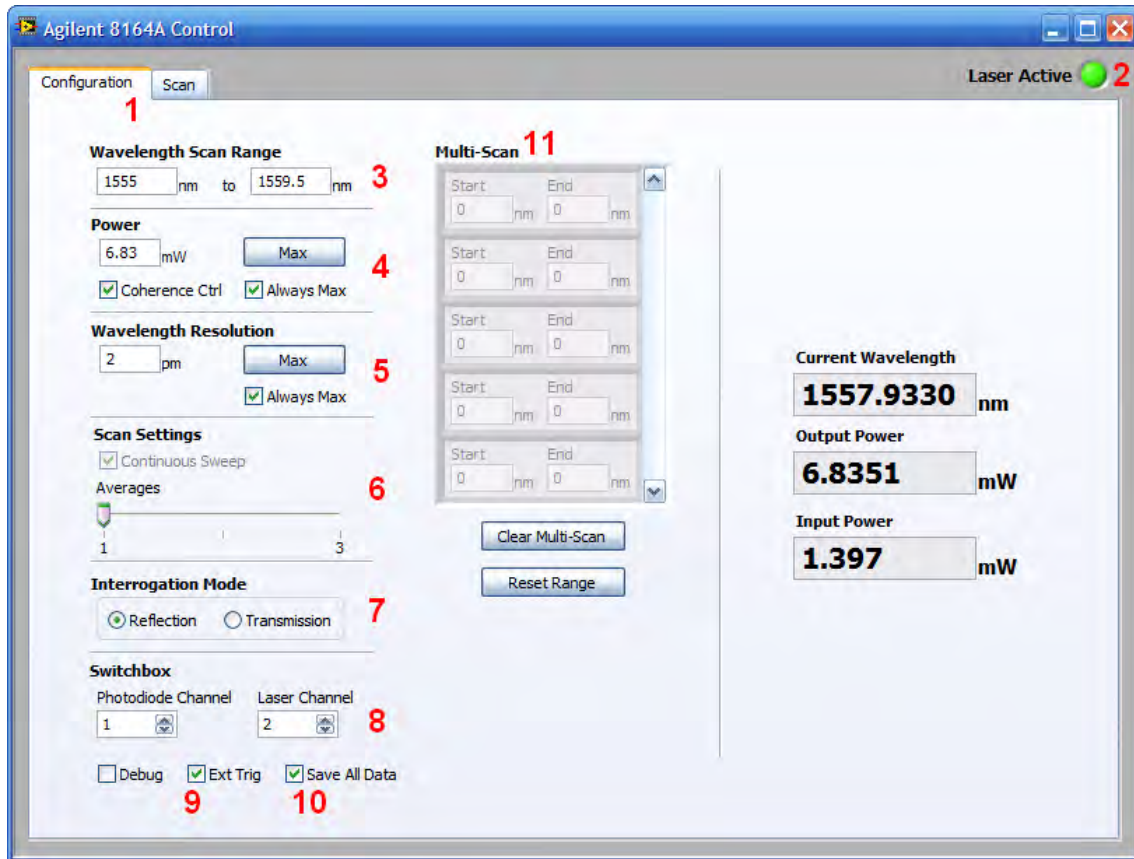 Agilent 8164A Control
Configuration Scan
Laser Active 2
1
Wavelength Scan Range
1555 nm to 1559.5 nm 3
Power
6.83 mW Max
4
Coherence Ctrl Always Max
Wavelength Resolution
2 pm Max
5
Always Max
Scan Settings
Continuous Sweep
6
Averages
1 3
Interrogation Mode
Reflection Transmission 7
Switchbox
Photodiode Channel Laser Channel
1 2 8
Debug Ext Trig Save All Data
9 10
Multi-Scan 11
Start End
0 nm 0 nm
Start End
0 nm 0 nm
Start End
0 nm 0 nm
Start End
0 nm 0 nm
Start End
0 nm 0 nm
Clear Multi-Scan
Reset Range
Current Wavelength
1557.9330 nm
Output Power
6.8351 mW
Input Power
1.397 mW